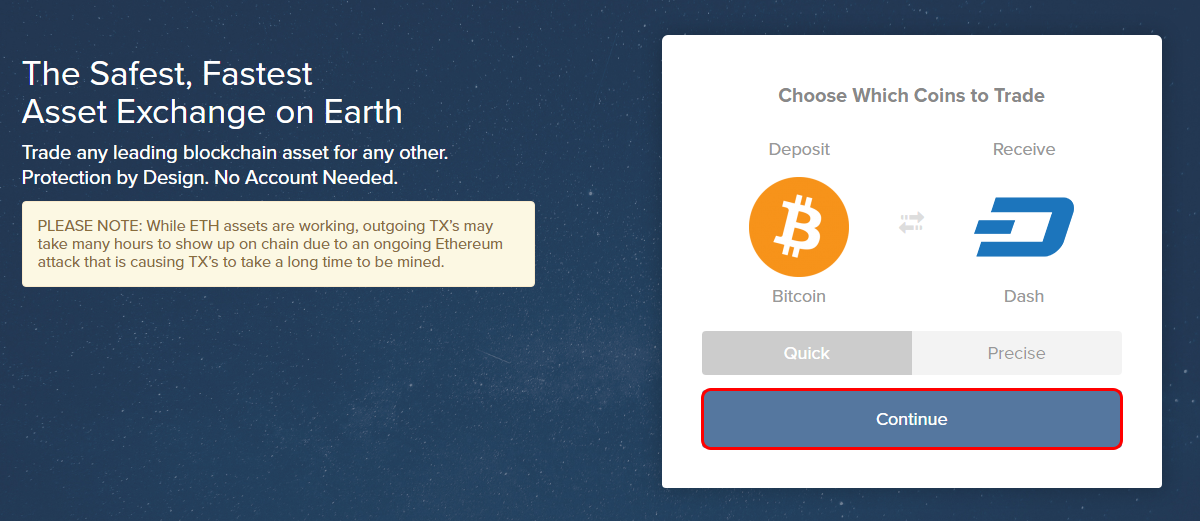 The Safest, Fastest
Asset Exchange on Earth
Trade any leading blockchain asset for any other.
Protection by Design. No Account Needed.
PLEASE NOTE: While ETH assets are working, outgoing TX’s may
take many hours to show up on chain due to an ongoing Ethereum
attack that is causing TX’s to take a long time to be mined.
Choose Which Coins to Trade
Deposit Receive
Bitcoin Dash
Quick Precise
Continue